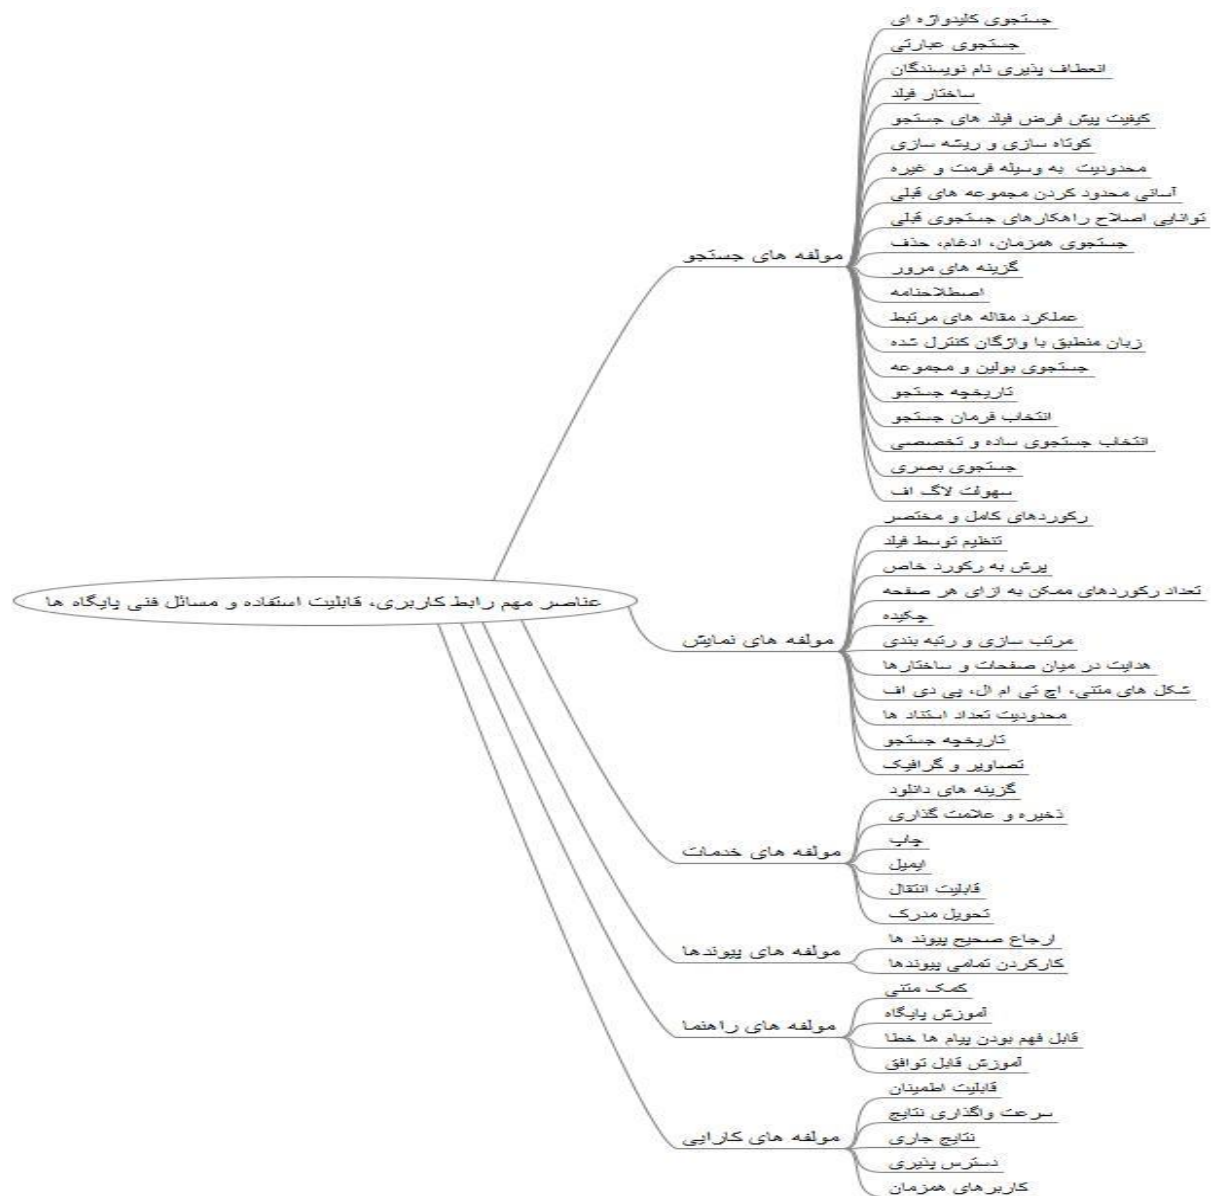 عناصر مهم رابط کاربری، قابلیت استفاده و مسائل فنی پایگاه ها
مولفه های جستجو
جستجوی کلیدواژه ای
جستجوی عبارتی
انعطاف پذیری نام نویسندگان
ساختار فیلد
کیفیت پیش فرض فیلد های جستجو
کوتاه سازی و ریشه سازی
محدودیت به وسیله فرمت و غیره
آسانی محدود کردن مجموعه های قبلی
توانایی اصلاح راهکارهای جستجوی قبلی
جستجوی همزمان، ادغام، حذف
گزینه های مرور
اصطلاحنامه
عملکرد مقاله های مرتبط
زبان منطبق با واژگان کنترل شده
جستجوی بولین و مجموعه
تاریخچه جستجو
انتخاب فرمان جستجو
انتخاب جستجوی ساده و تخصصی
جستجوی بصری
سهولت لاگ اف
مولفه های نمایش
رکوردهای کامل و مختصر
تنظیم توسط فیلد
پرش به رکورد خاص
تعداد رکوردهای ممکن به ازای هر صفحه
چکیده
مرتب سازی و رتبه بندی
هدایت در میان صفحات و ساختارها
شکل های متنی، اچ تی ام ال، پی دی اف
محدودیت تعداد استناد ها
تاریخچه جستجو
تصاویر و گرافیک
مولفه های خدمات
گزینه های دانلود
ذخیره و علامت گذاری
چاپ
ایمیل
قابلیت انتقال
تحویل مدرک
مولفه های پیوندها
ارجاع صحیح پیوند ها
کارکردن تمامی پیوندها
مولفه های راهنما
کمک متنی
آموزش پایگاه
قابل فهم بودن پیام ها خطا
آموزش قابل توافق
مولفه های کارایی
قابلیت اطمینان
سرعت واگذاری نتایج
نتایج جاری
دسترس پذیری
کاربرهای همزمان